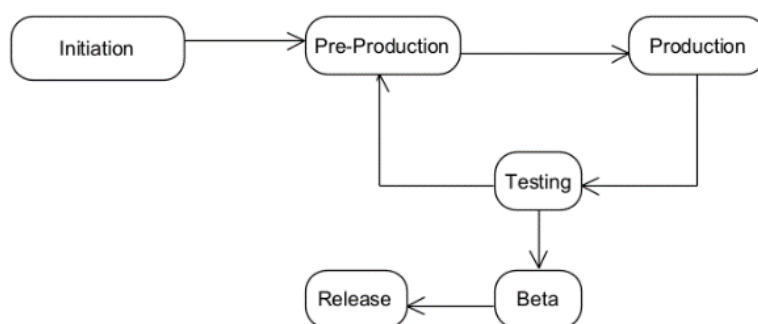 Initiation
Pre-Production
Production
Testing
Release
Beta